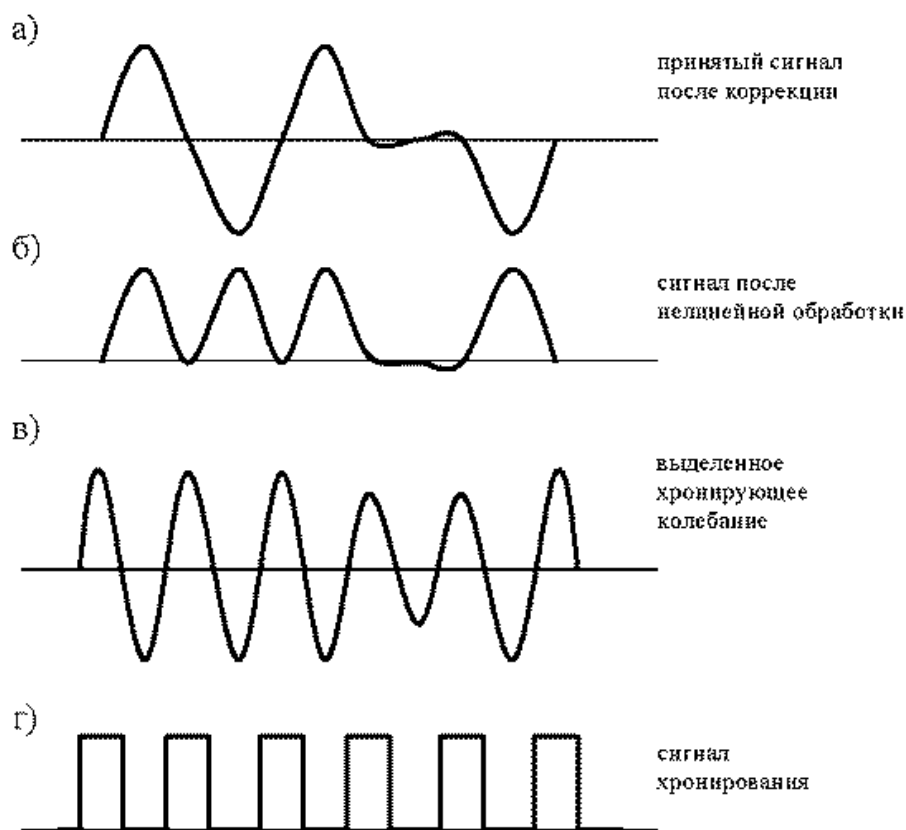 а)
принятый сигнал
после коррекции
б)
сигнал после
нелинейной обработки
в)
выделенное
хронирующее
колебание
г)
сигнал
хронирования